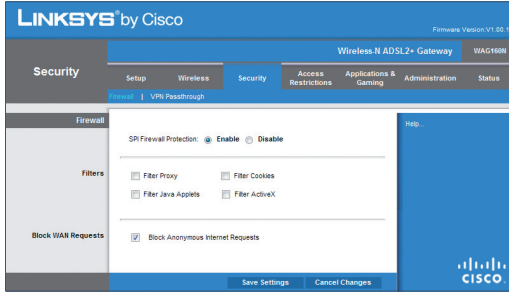 LINKSYS® by Cisco
Firmware Version:V1.00.1
Wireless-N ADSL2+ Gateway WAG160N
Security
Setup Wireless Security Access Restrictions Applications & Gaming Administration Status
Firewall | VPN Passthrough
Firewall
Help...
SPI Firewall Protection: Enable Disable
Filters
Filter Proxy Filter Cookies
Filter Java Applets Filter ActiveX
Block WAN Requests
Block Anonymous Internet Requests
Save Settings Cancel Changes
CISCO.